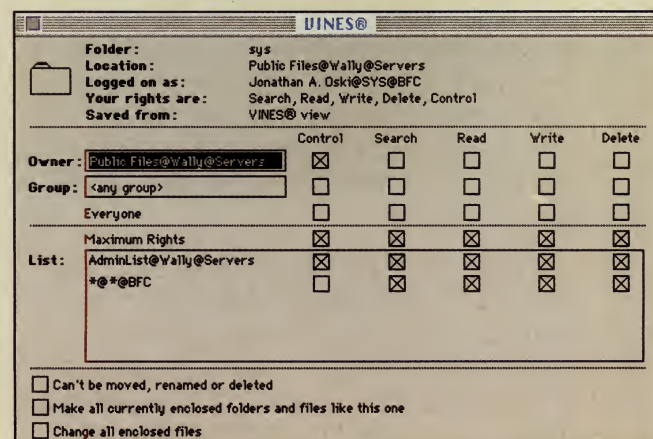 VINES®
Folder: sys
Location: Public Files@Wally@Servers
Logged on as: Jonathan A. Oski@SYS@BFC
Your rights are: Search, Read, Write, Delete, Control
Saved from: VINES® view
Control Search Read Write Delete
Owner: Public Files@Wally@Servers
Group: <any group>
Everyone
Maximum Rights
List: AdminList@Wally@Servers
*@*@BFC
Can't be moved, renamed or deleted
Make all currently enclosed folders and files like this one
Change all enclosed files